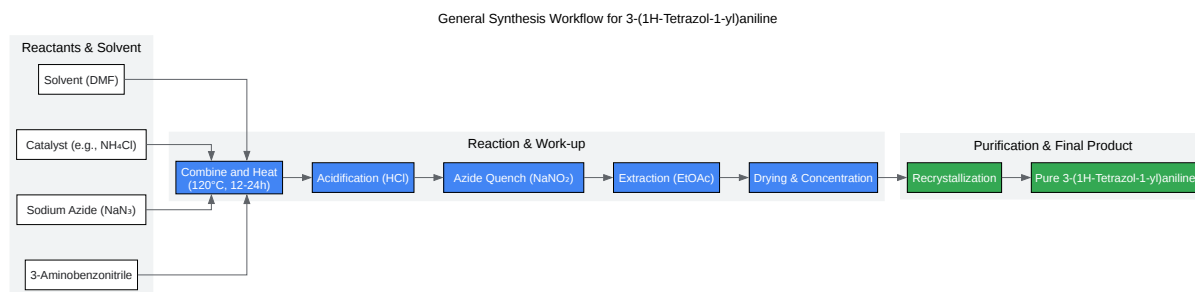 General Synthesis Workflow for 3-(1H-Tetrazol-1-yl)aniline
Reactants & Solvent
Solvent (DMF)
Catalyst (e.g., NH₄Cl)
Sodium Azide (NaN₃)
3-Aminobenzonitrile
Reaction & Work-up
Combine and Heat
(120°C, 12-24h)
Acidification (HCl)
Azide Quench (NaNO₂)
Extraction (EtOAc)
Drying & Concentration
Purification & Final Product
Recrystallization
Pure 3-(1H-Tetrazol-1-yl)aniline